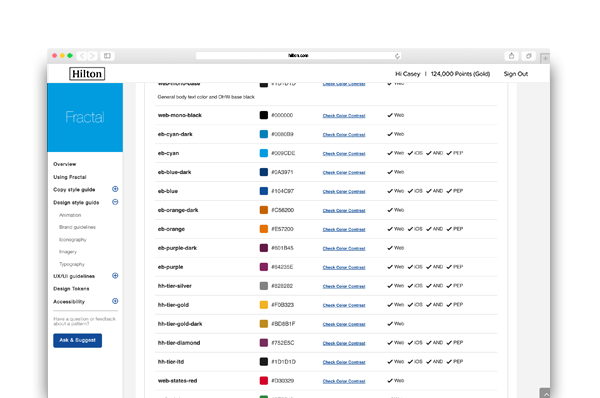 hilton.com
Hilton
Hi Casey | 124,000 Points (Gold) Sign Out
Fractal
Overview
Using Fractal
Copy style guide
Design style guide
Animation
Brand guidelines
Iconography
Imagery
Typography
UX/UI guidelines
Design Tokens
Accessibility
Have a question or feedback
about a pattern?
Ask & Suggest
web-mono-base #1D1D1D Check Color Contrast Web
General body text color and OHW base black
web-mono-black #000000 Check Color Contrast Web
eb-cyan-dark #0080B9 Check Color Contrast Web
eb-cyan #009CDE Check Color Contrast Web iOS AND PEP
eb-blue-dark #0A3971 Check Color Contrast Web
eb-blue #104C97 Check Color Contrast Web iOS AND PEP
eb-orange-dark #C56200 Check Color Contrast Web
eb-orange #E57200 Check Color Contrast Web iOS AND PEP
eb-purple-dark #601B45 Check Color Contrast Web
eb-purple #84235E Check Color Contrast Web iOS AND PEP
hh-tier-silver #828282 Check Color Contrast Web iOS AND PEP
hh-tier-gold #F0B323 Check Color Contrast Web iOS AND PEP
hh-tier-gold-dark #BD8B1F Check Color Contrast Web
hh-tier-diamond #752E5C Check Color Contrast Web iOS AND PEP
hh-tier-ltd #1D1D1D Check Color Contrast Web iOS AND PEP
web-states-red Check Color Contrast Web